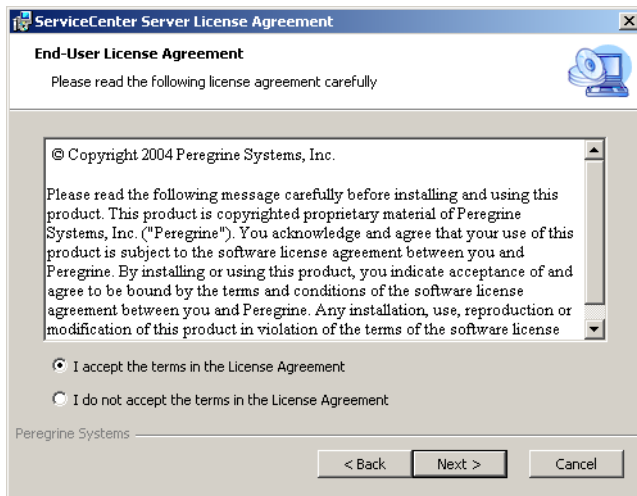 ServiceCenter Server License Agreement
End-User License Agreement
Please read the following license agreement carefully
© Copyright 2004 Peregrine Systems, Inc.
Please read the following message carefully before installing and using this
product. This product is copyrighted proprietary material of Peregrine
Systems, Inc. ("Peregrine"). You acknowledge and agree that your use of this
product is subject to the software license agreement between you and
Peregrine. By installing or using this product, you indicate acceptance of and
agree to be bound by the terms and conditions of the software license
agreement between you and Peregrine. Any installation, use, reproduction or
modification of this product in violation of the terms of the software license
I accept the terms in the License Agreement
I do not accept the terms in the License Agreement
Peregrine Systems
< Back Next > Cancel